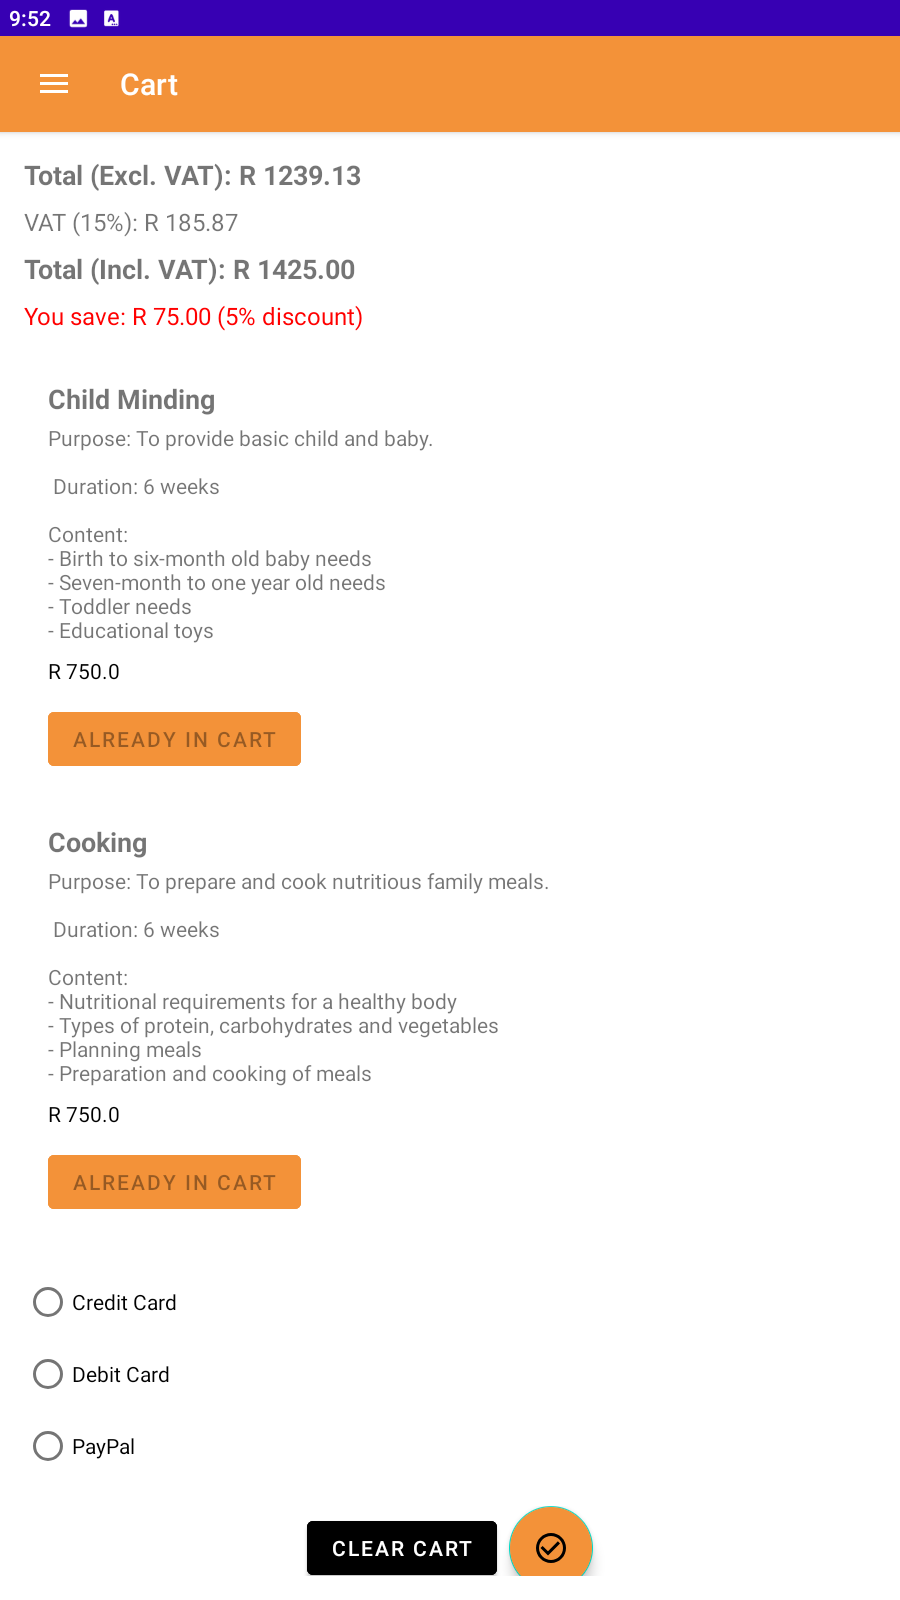 9:52
Cart
Total (Excl. VAT): R 1239.13
VAT (15%): R 185.87
Total (Incl. VAT): R 1425.00
You save: R 75.00 (5% discount)
Child Minding
Purpose: To provide basic child and baby.
Duration: 6 weeks
Content:
- Birth to six-month old baby needs
- Seven-month to one year old needs
- Toddler needs
- Educational toys
R 750.0
ALREADY IN CART
Cooking
Purpose: To prepare and cook nutritious family meals.
Duration: 6 weeks
Content:
- Nutritional requirements for a healthy body
- Types of protein, carbohydrates and vegetables
- Planning meals
- Preparation and cooking of meals
R 750.0
ALREADY IN CART
Credit Card
Debit Card
PayPal
CLEAR CART